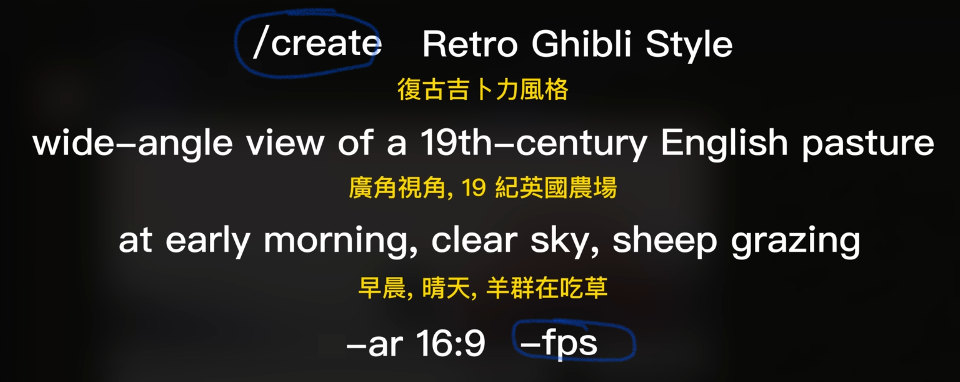 /create Retro Ghibli Style
復古吉卜力風格
wide–angle view of a 19th–century English pasture
廣角視角, 19 紀英國農場
at early morning, clear sky, sheep grazing
早晨, 晴天, 羊群在吃草
–ar 16:9 –fps